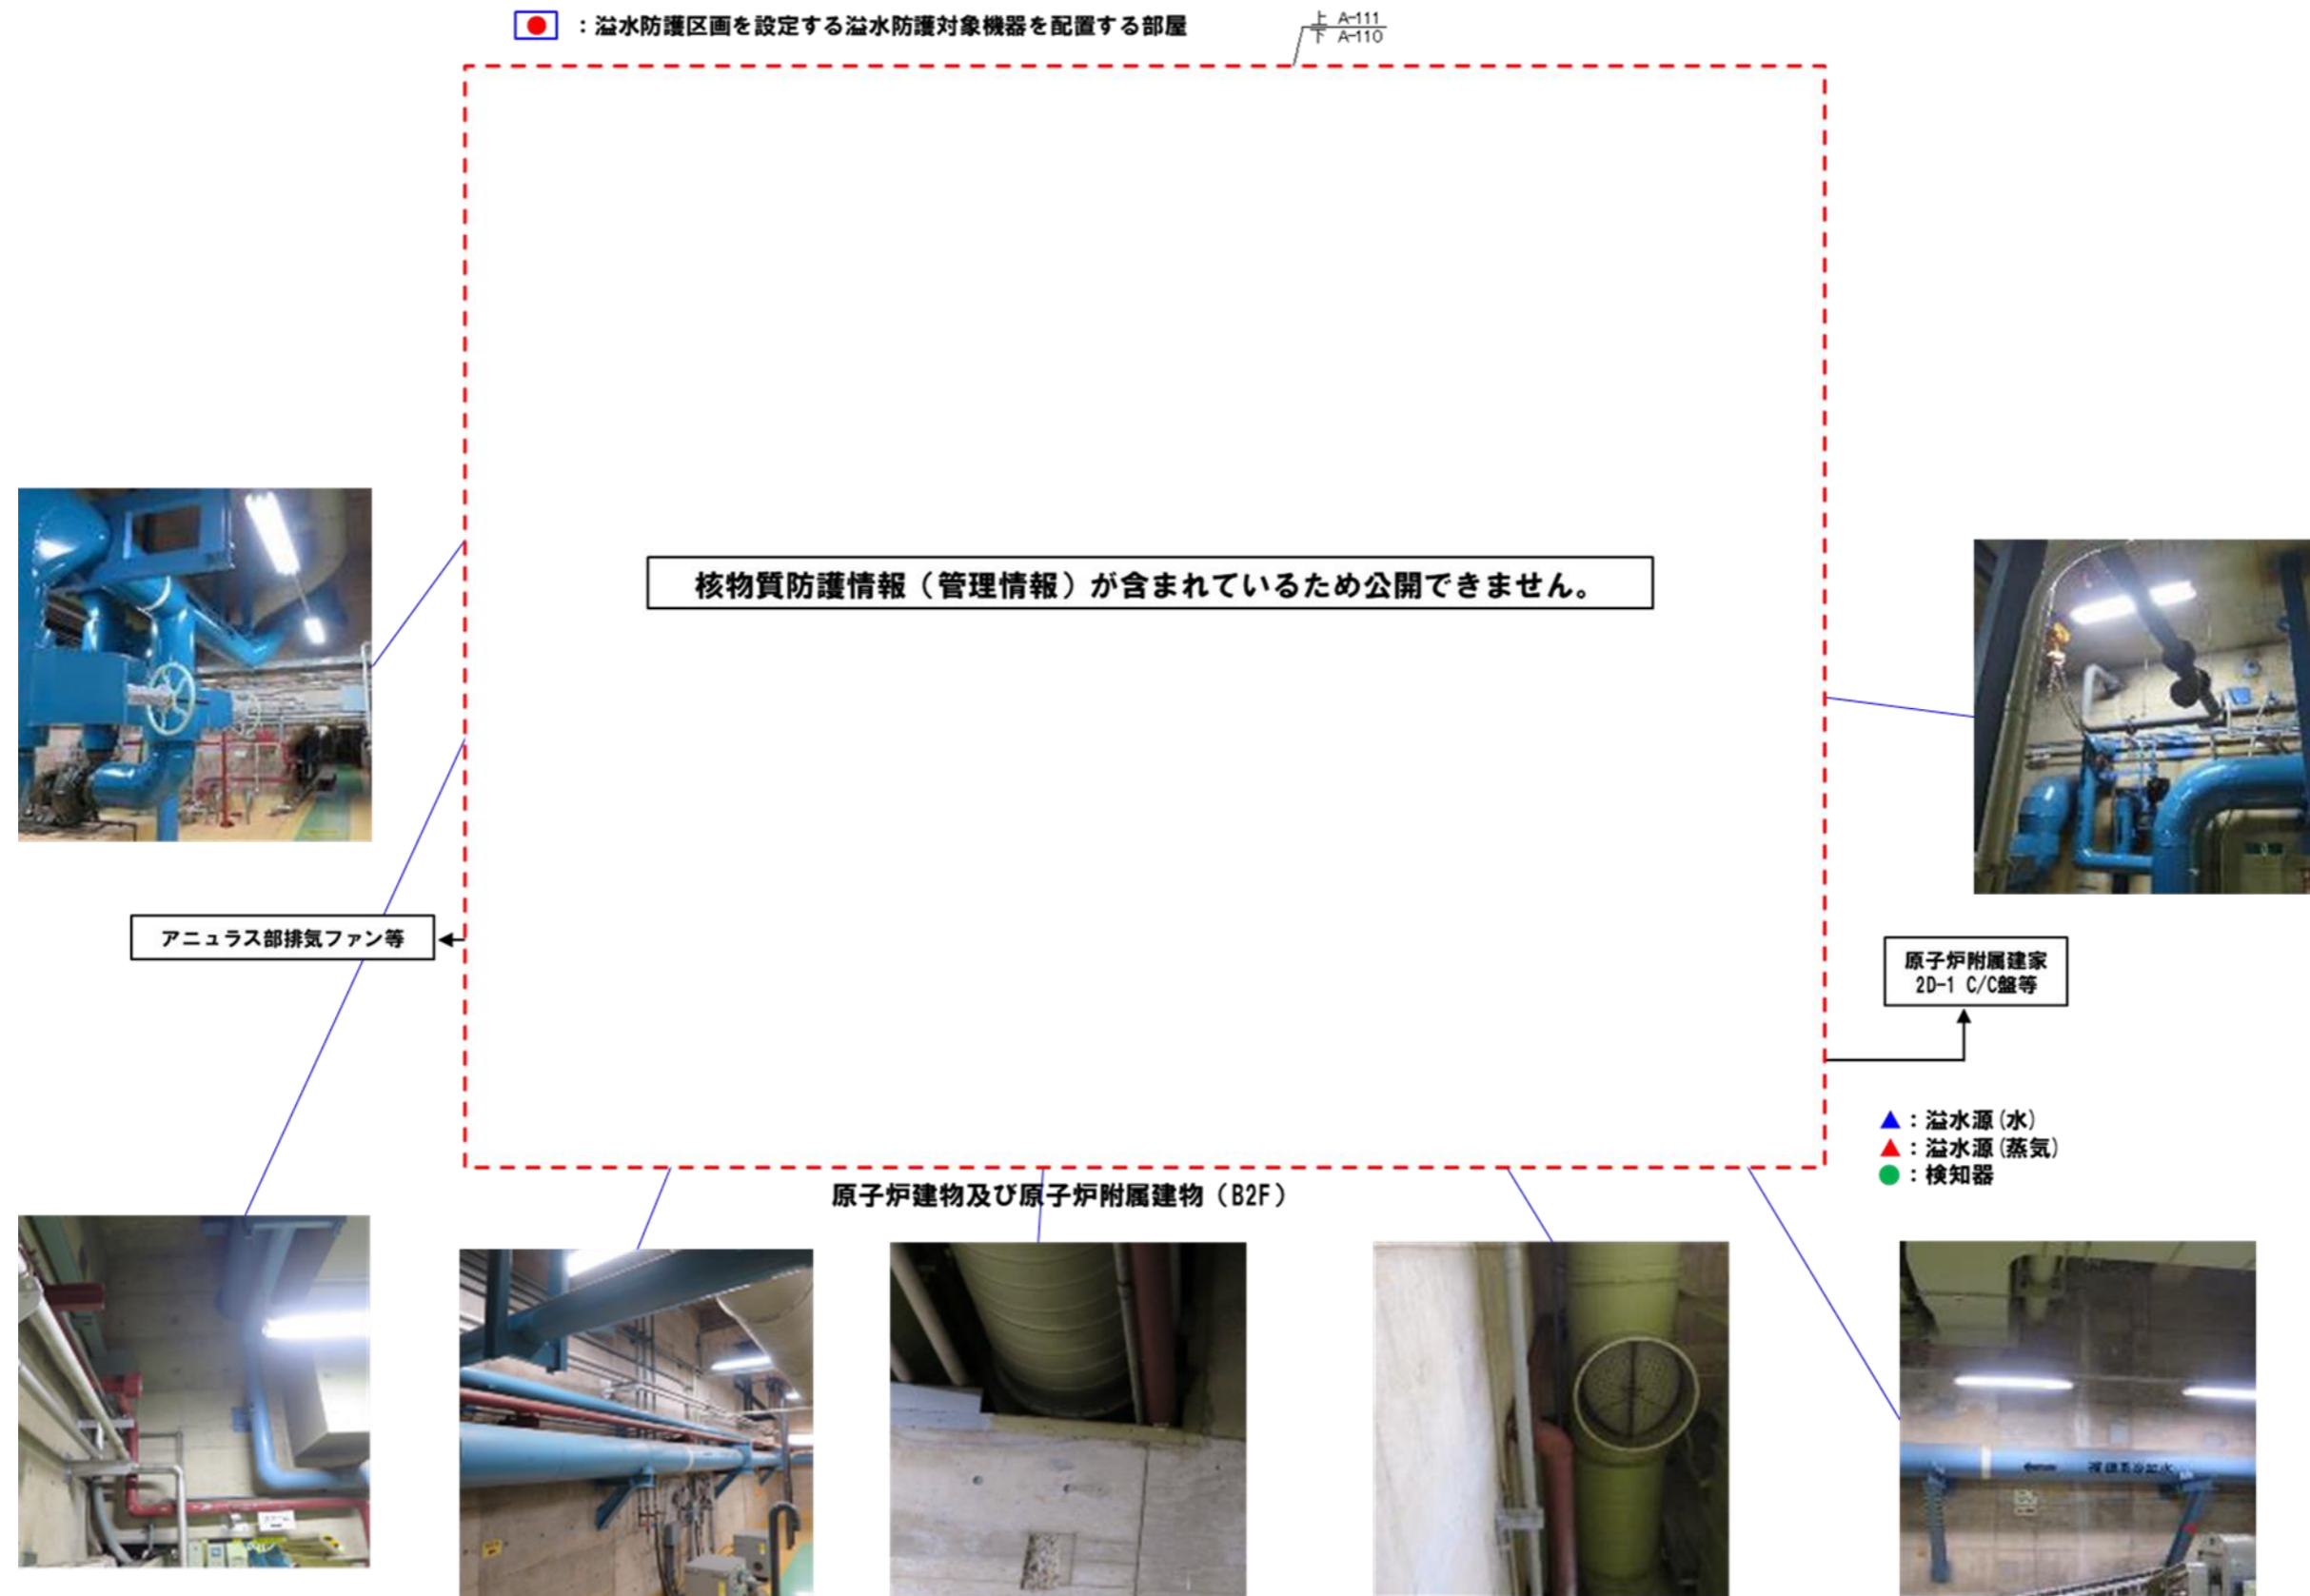 ：溢水防護区画を設定する溢水防護対象機器を配置する部屋
上 A-111
下 A-110
核物質防護情報（管理情報）が含まれているため公開できません。
アニュラス部排気ファン等
原子炉附属建家
2D-1 C/C盤等
：溢水源(水)
：溢水源(蒸気)
：検知器
原子炉建物及び原子炉附属建物（B2F）